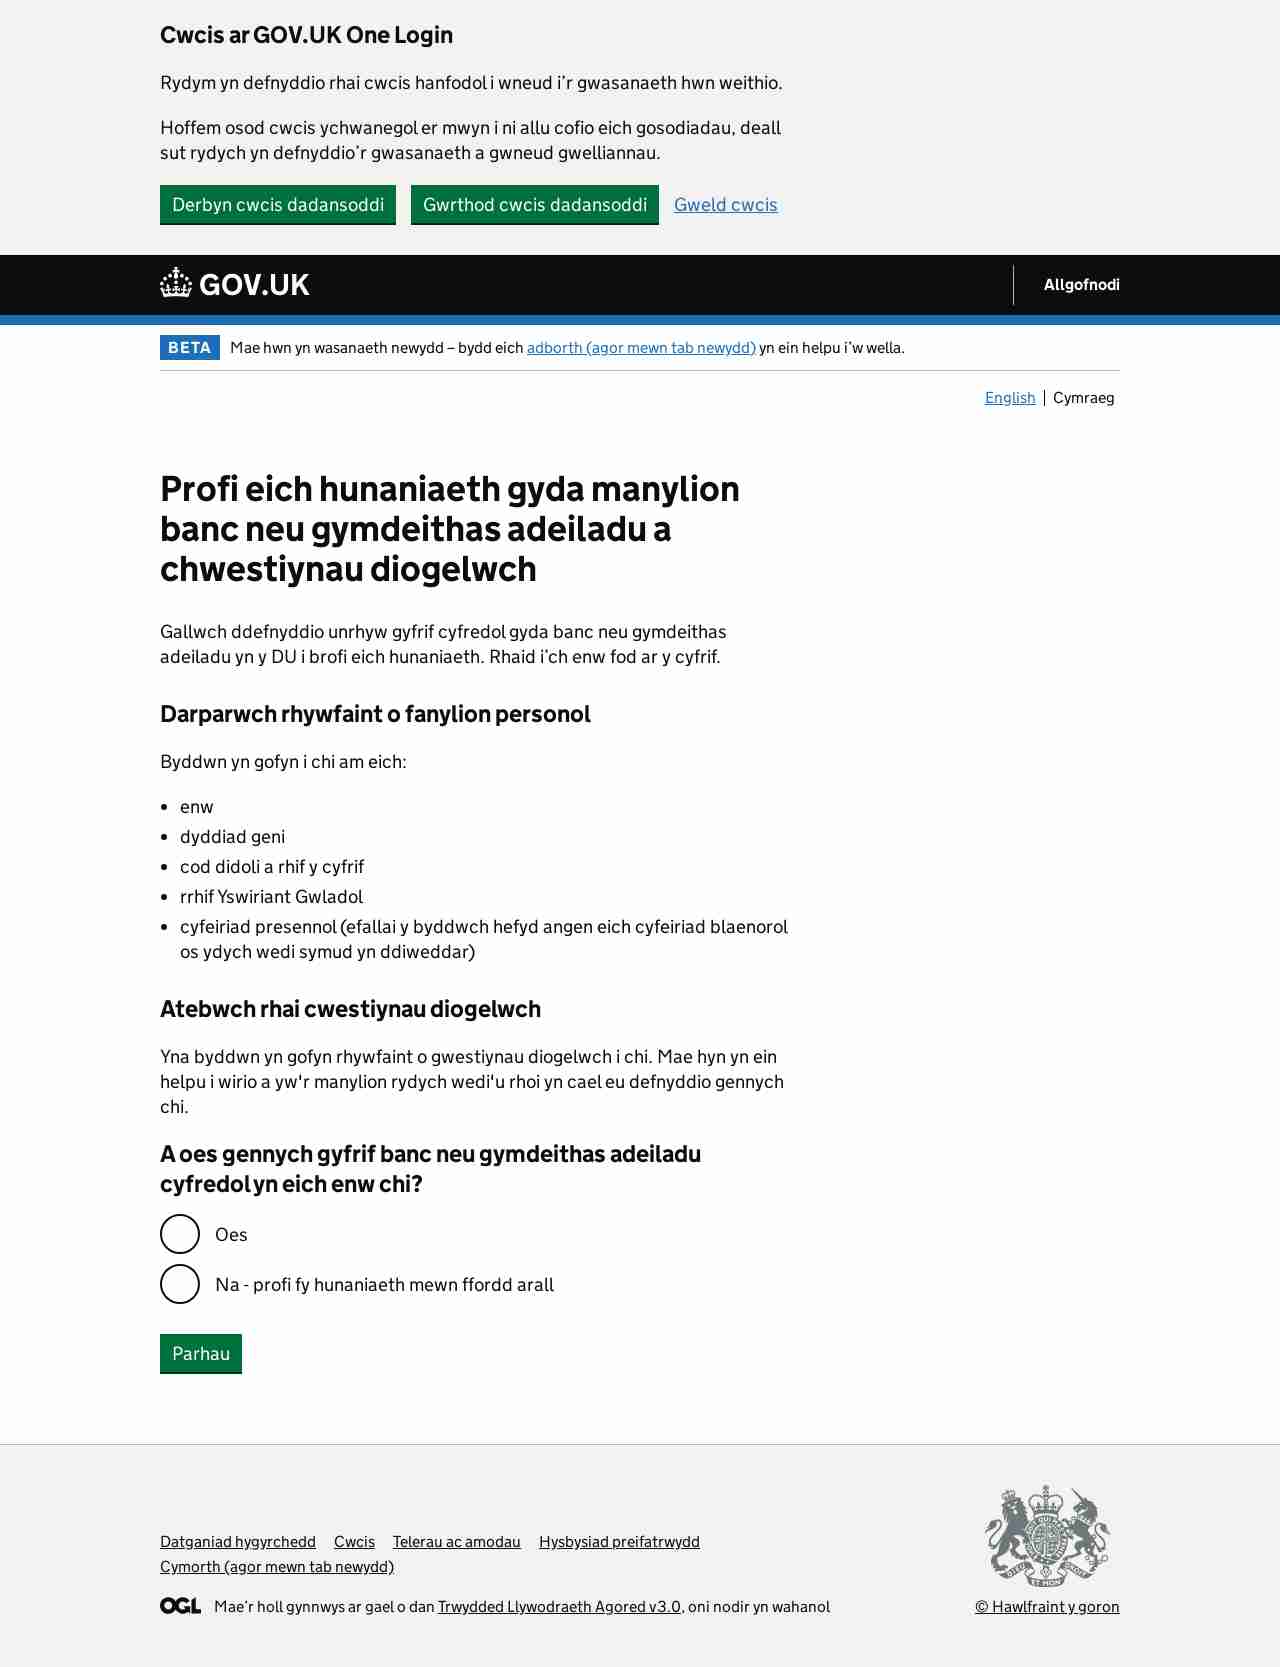 Cwcis ar GOV.UK One Login
Rydym yn defnyddio rhai cwcis hanfodol i wneud i’r gwasanaeth hwn weithio.
Hoffem osod cwcis ychwanegol er mwyn i ni allu cofio eich gosodiadau, deall
sut rydych yn defnyddio’r gwasanaeth a gwneud gwelliannau.
Derbyn cwcis dadansoddi Gwrthod cwcis dadansoddi Gweld cwcis
GOV.UK Allgofnodi
BETA Mae hwn yn wasanaeth newydd – bydd eich adborth (agor mewn tab newydd) yn ein helpu i’w wella.
English Cymraeg
Profi eich hunaniaeth gyda manylion
banc neu gymdeithas adeiladu a
chwestiynau diogelwch
Gallwch ddefnyddio unrhyw gyfrif cyfredol gyda banc neu gymdeithas
adeiladu yn y DU i brofi eich hunaniaeth. Rhaid i’ch enw fod ar y cyfrif.
Darparwch rhywfaint o fanylion personol
Byddwn yn gofyn i chi am eich:
• enw
• dyddiad geni
• cod didoli a rhif y cyfrif
• rrhif Yswiriant Gwladol
• cyfeiriad presennol (efallai y byddwch hefyd angen eich cyfeiriad blaenorol
os ydych wedi symud yn ddiweddar)
Atebwch rhai cwestiynau diogelwch
Yna byddwn yn gofyn rhywfaint o gwestiynau diogelwch i chi. Mae hyn yn ein
helpu i wirio a yw'r manylion rydych wedi'u rhoi yn cael eu defnyddio gennych
chi.
A oes gennych gyfrif banc neu gymdeithas adeiladu
cyfredol yn eich enw chi?
Oes
Na - profi fy hunaniaeth mewn ffordd arall
Parhau
Datganiad hygyrchedd Cwcis Telerau ac amodau Hysbysiad preifatrwydd
Cymorth (agor mewn tab newydd)
OGL Mae’r holl gynnwys ar gael o dan Trwydded Llywodraeth Agored v3.0, oni nodir yn wahanol
DIEU ET MON DROIT
© Hawlfraint y goron